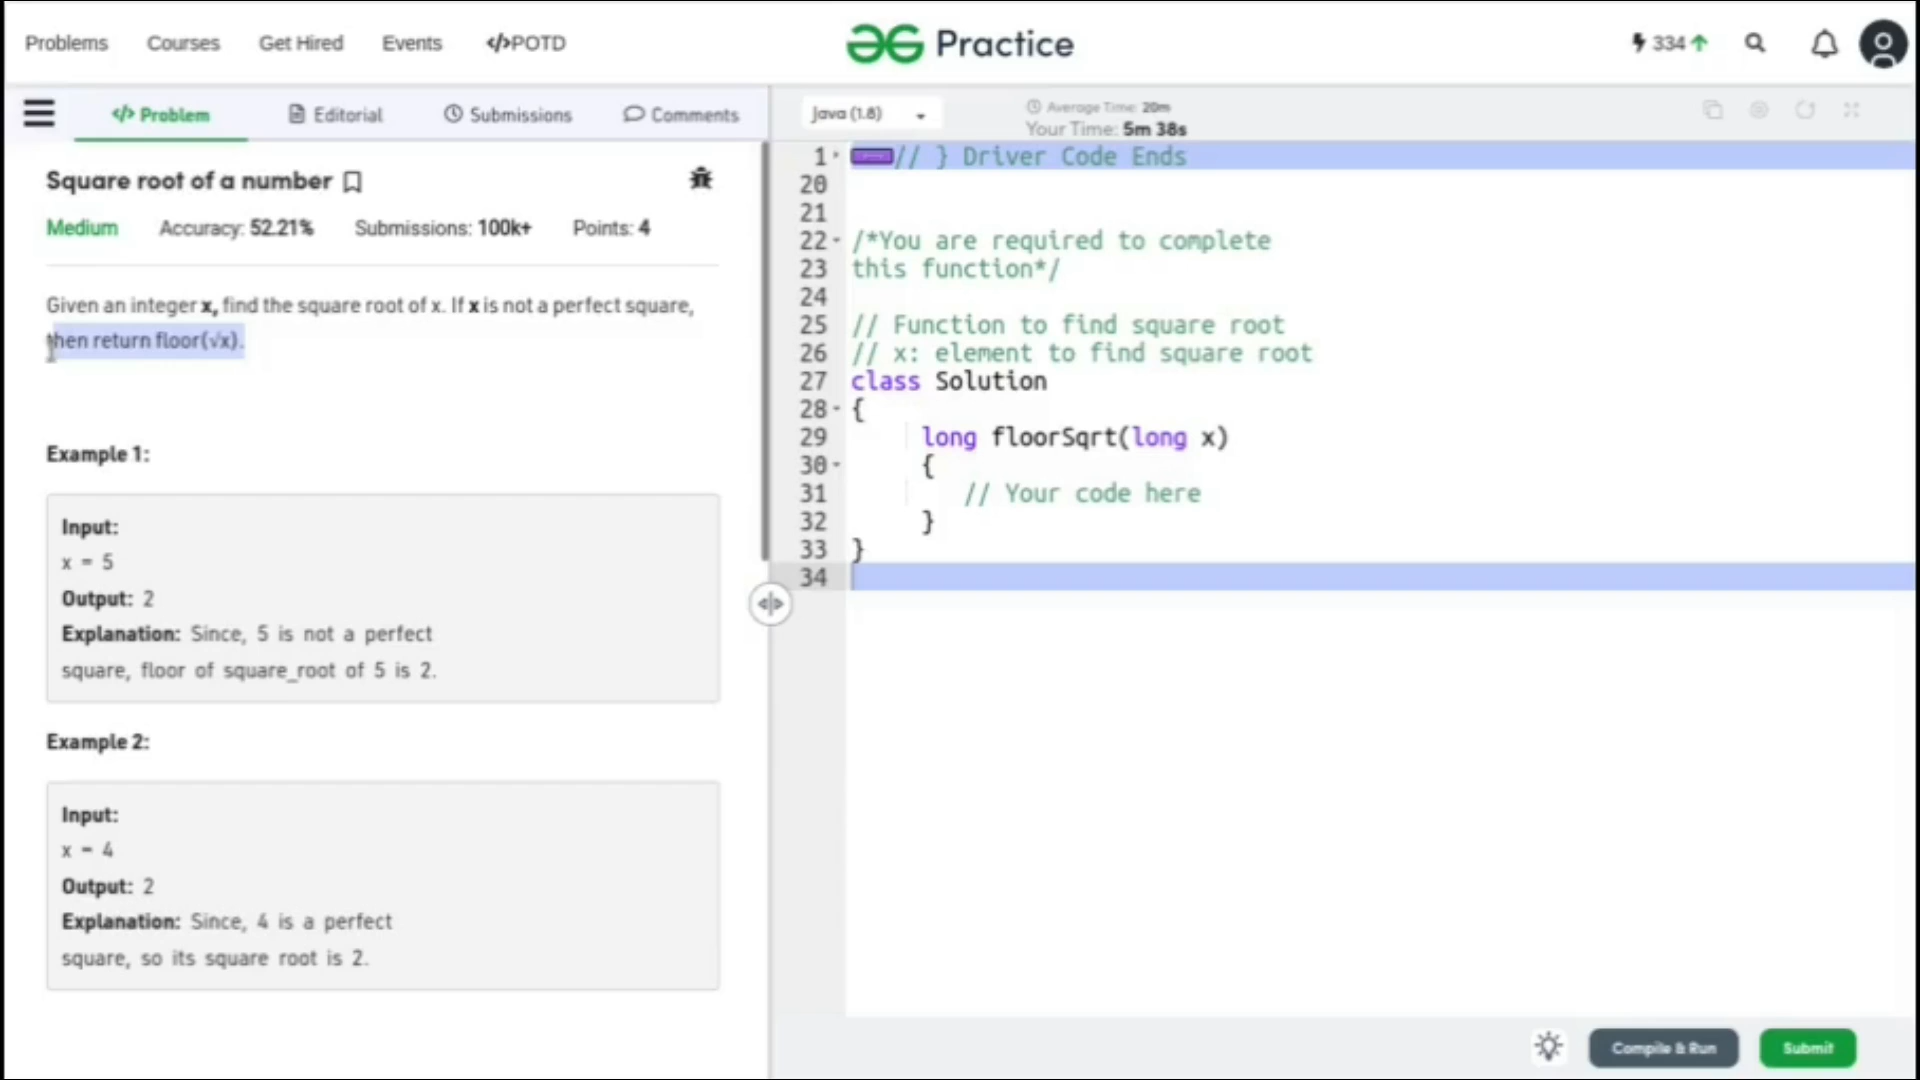 Problems Courses Get Hired Events </>POTD
Practice
334
</> Problem Editorial Submissions Comments
Java (1.8)
Average Time: 20m
Your Time: 5m 38s
Square root of a number
Medium Accuracy: 52.21% Submissions: 100k+ Points: 4
Given an integer x, find the square root of x. If x is not a perfect square,
then return floor(√x).
Example 1:
Input:
x = 5
Output: 2
Explanation: Since, 5 is not a perfect
square, floor of square_root of 5 is 2.
Example 2:
Input:
x = 4
Output: 2
Explanation: Since, 4 is a perfect
square, so its square root is 2.
1 // } Driver Code Ends
20
21
22 /*You are required to complete
23 this function*/
24
25 // Function to find square root
26 // x: element to find square root
27 class Solution
28 {
29 long floorSqrt(long x)
30 {
31 // Your code here
32 }
33 }
34
Compile & Run Submit